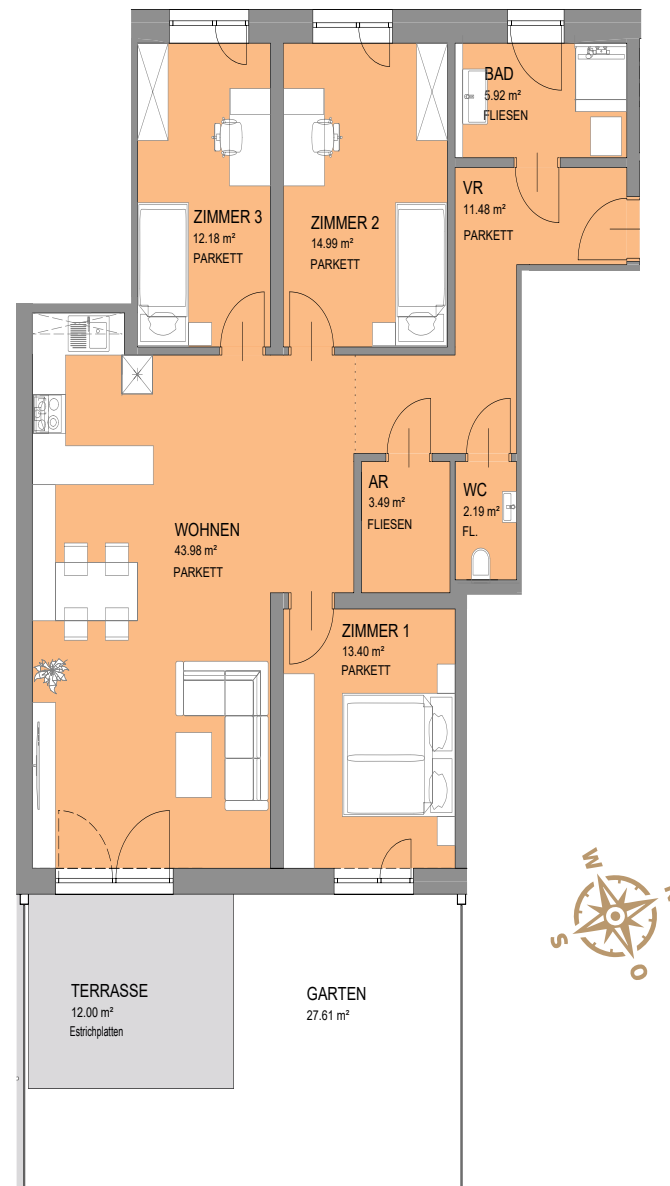 BAD
5.92 m²
FLIESEN
VR
11.48 m²
PARKETT
ZIMMER 3
12.18 m²
PARKETT
ZIMMER 2
14.99 m²
PARKETT
AR
3.49 m²
FLIESEN
WC
2.19 m²
FL.
WOHNEN
43.98 m²
PARKETT
ZIMMER 1
13.40 m²
PARKETT
W
S
O
TERRASSE
12.00 m²
Estrichplatten
GARTEN
27.61 m²